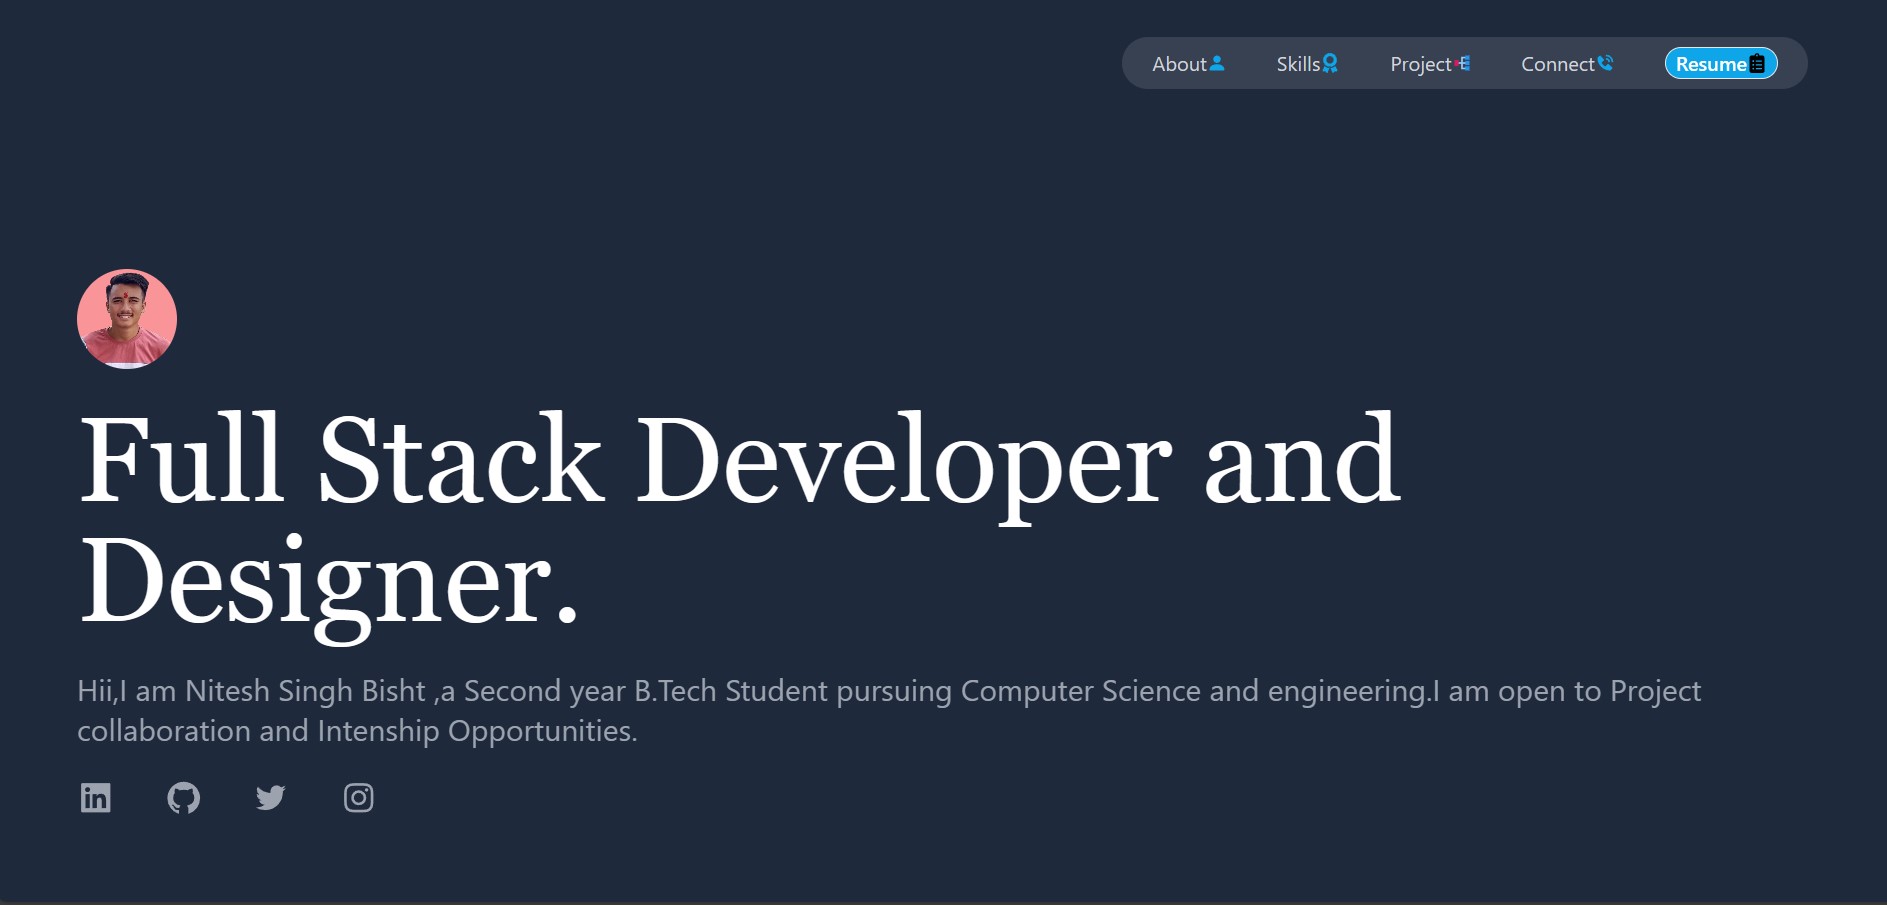 About
Skills
Project
Connect
Resume
Full Stack Developer and
Designer.
Hii,I am Nitesh Singh Bisht ,a Second year B.Tech Student pursuing Computer Science and engineering.I am open to Project
collaboration and Intenship Opportunities.
in